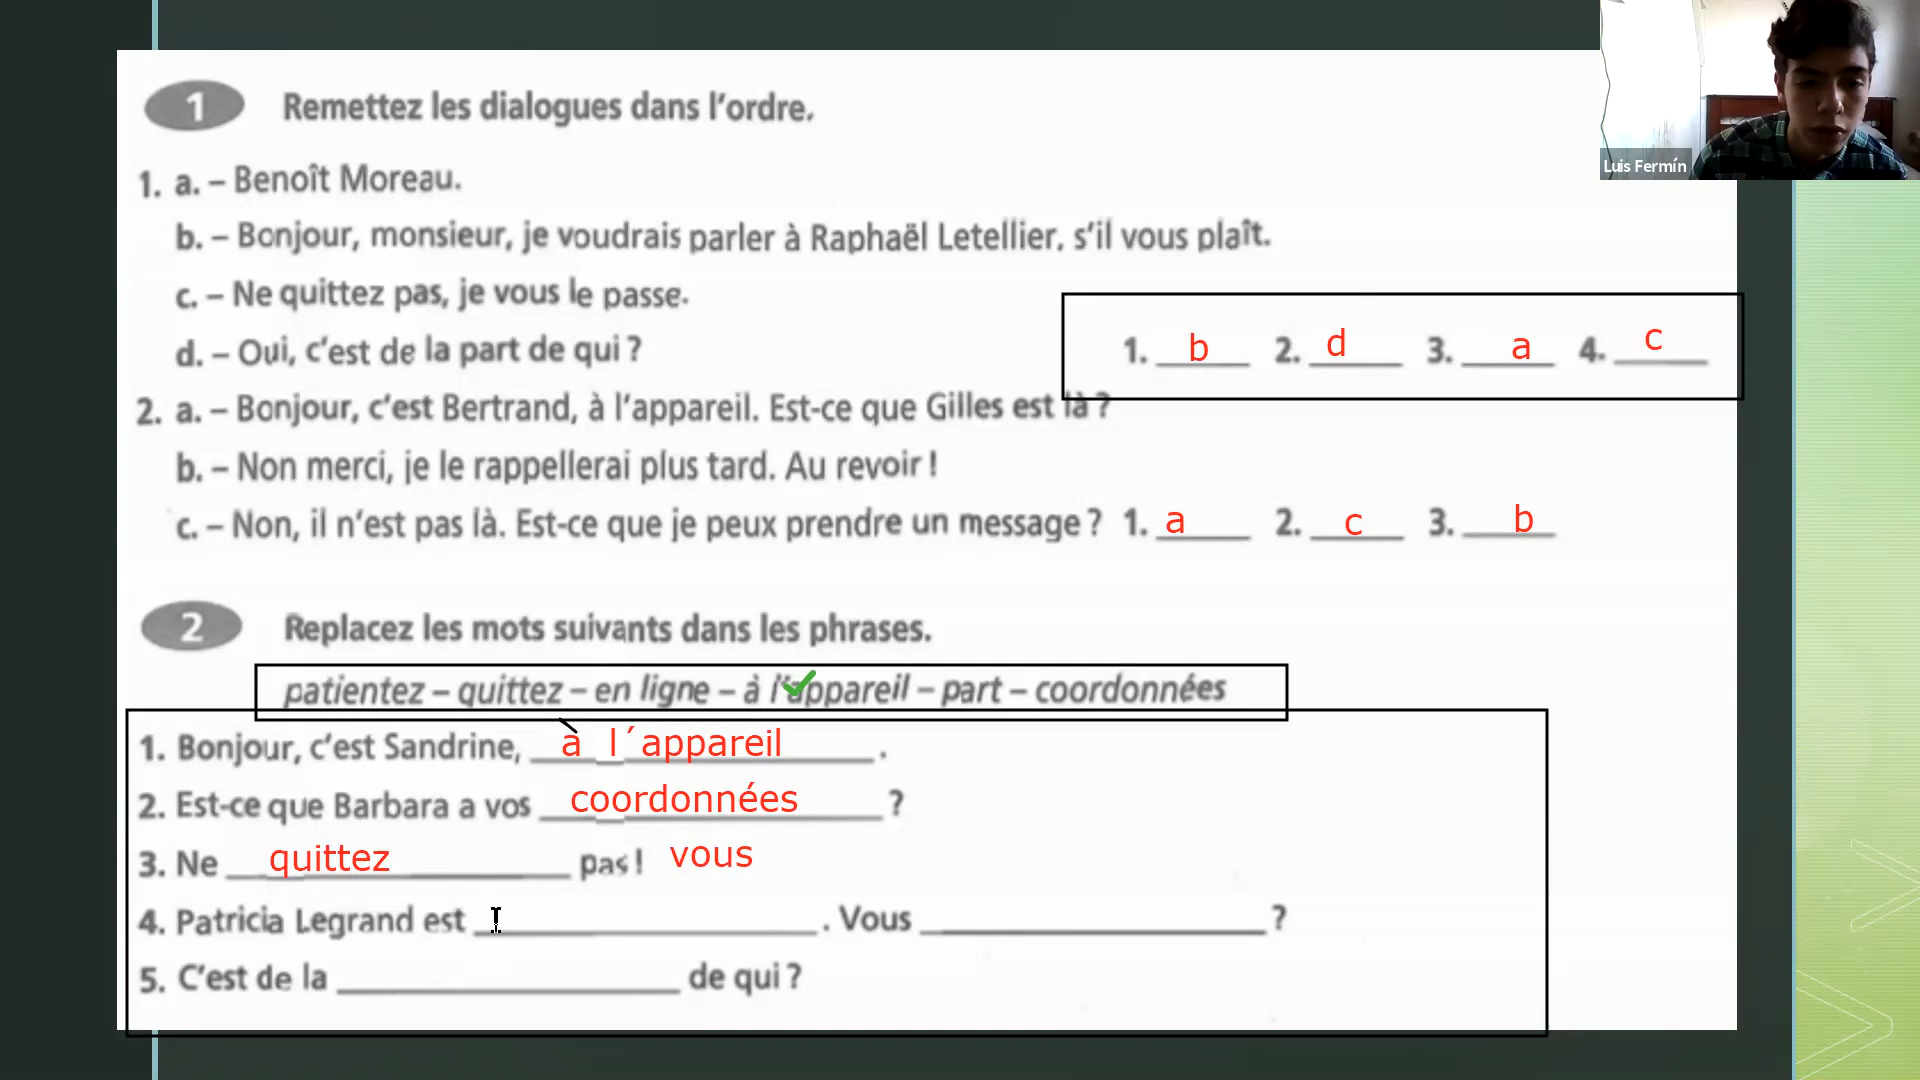 Luis Fermín
1 Remettez les dialogues dans l'ordre.
1. a. – Benoît Moreau.
b. – Bonjour, monsieur, je voudrais parler à Raphaël Letellier, s'il vous plaît.
c. – Ne quittez pas, je vous le passe.
d. – Oui, c'est de la part de qui ?
1. b 2. d 3. a 4. c
2. a. – Bonjour, c'est Bertrand, à l'appareil. Est-ce que Gilles est là ?
b. – Non merci, je le rappellerai plus tard. Au revoir !
c. – Non, il n'est pas là. Est-ce que je peux prendre un message ? 1. a 2. c 3. b
2 Replacez les mots suivants dans les phrases.
patientez – quittez – en ligne – à l'appareil – part – coordonnées
1. Bonjour, c'est Sandrine, à l´appareil .
2. Est-ce que Barbara a vos coordonnées ?
3. Ne quittez pas ! vous
4. Patricia Legrand est ____ . Vous ____ ?
5. C'est de la ____ de qui ?